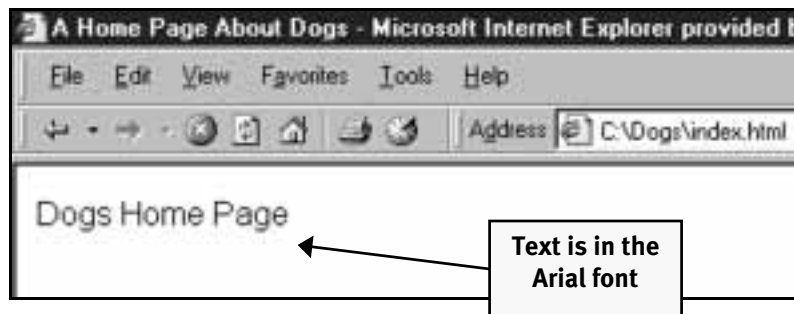 A Home Page About Dogs - Microsoft Internet Explorer provided b
File Edit View Favorites Tools Help
Address C:\Dogs\index.html
Dogs Home Page
Text is in the
Arial font